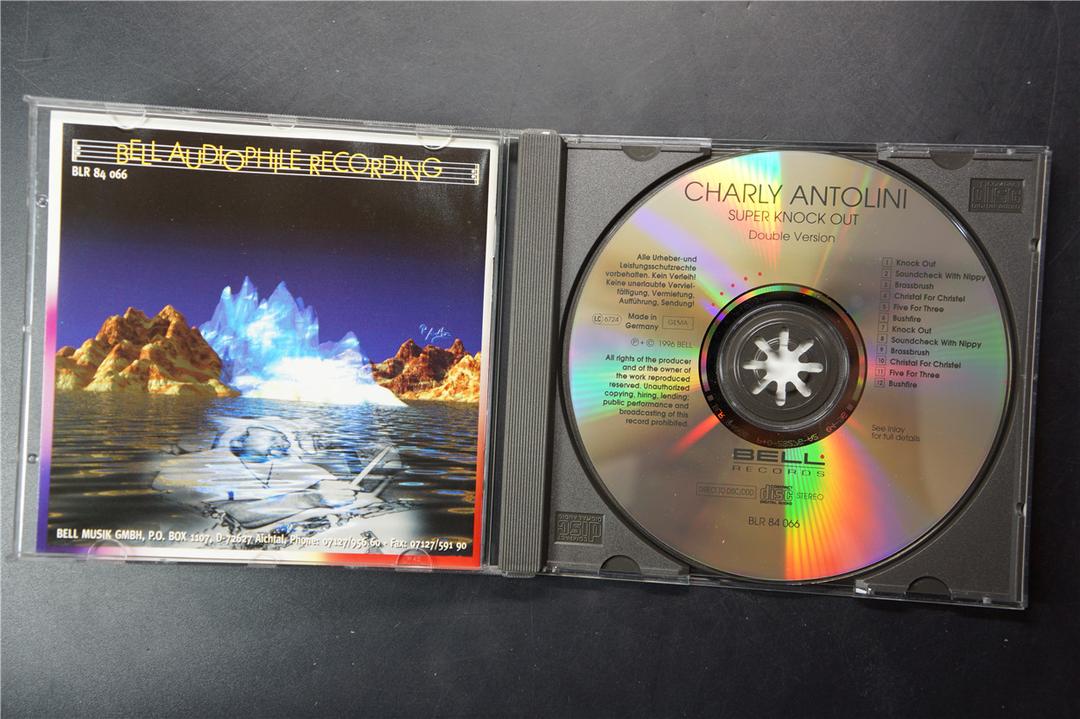 BELL AUDIOPHILE RECORDING
BLR 84 066
BELL MUSIK GMBH, P.O. BOX 1107, D-72627 Aichtal, Phone: 07127/956 60 · Fax: 07127/591 90
CHARLY ANTOLINI
SUPER KNOCK OUT
Double Version
Alle Urheber-und
Leistungsschutzrechte
vorbehalten. Kein Verleih!
Keine unerlaubte Verviel-
fältigung, Vermietung,
Aufführung, Sendung!
LC 6724
Made in
Germany
GEMA
℗ + © 1996 BELL
All rights of the producer
and of the owner of
the work reproduced
reserved. Unauthorized
copying, hiring, lending;
public performance and
broadcasting of this
record prohibited.
1 Knock Out
2 Soundcheck With Nippy
3 Brassbrush
4 Christal For Christel
5 Five For Three
6 Bushfire
7 Knock Out
8 Soundcheck With Nippy
9 Brassbrush
10 Christal For Christel
11 Five For Three
12 Bushfire
See Inlay
for full details
BELL
RECORDS
DIRECT TO DISC/DDD
COMPACT
disc
DIGITAL AUDIO
STEREO
BLR 84 066